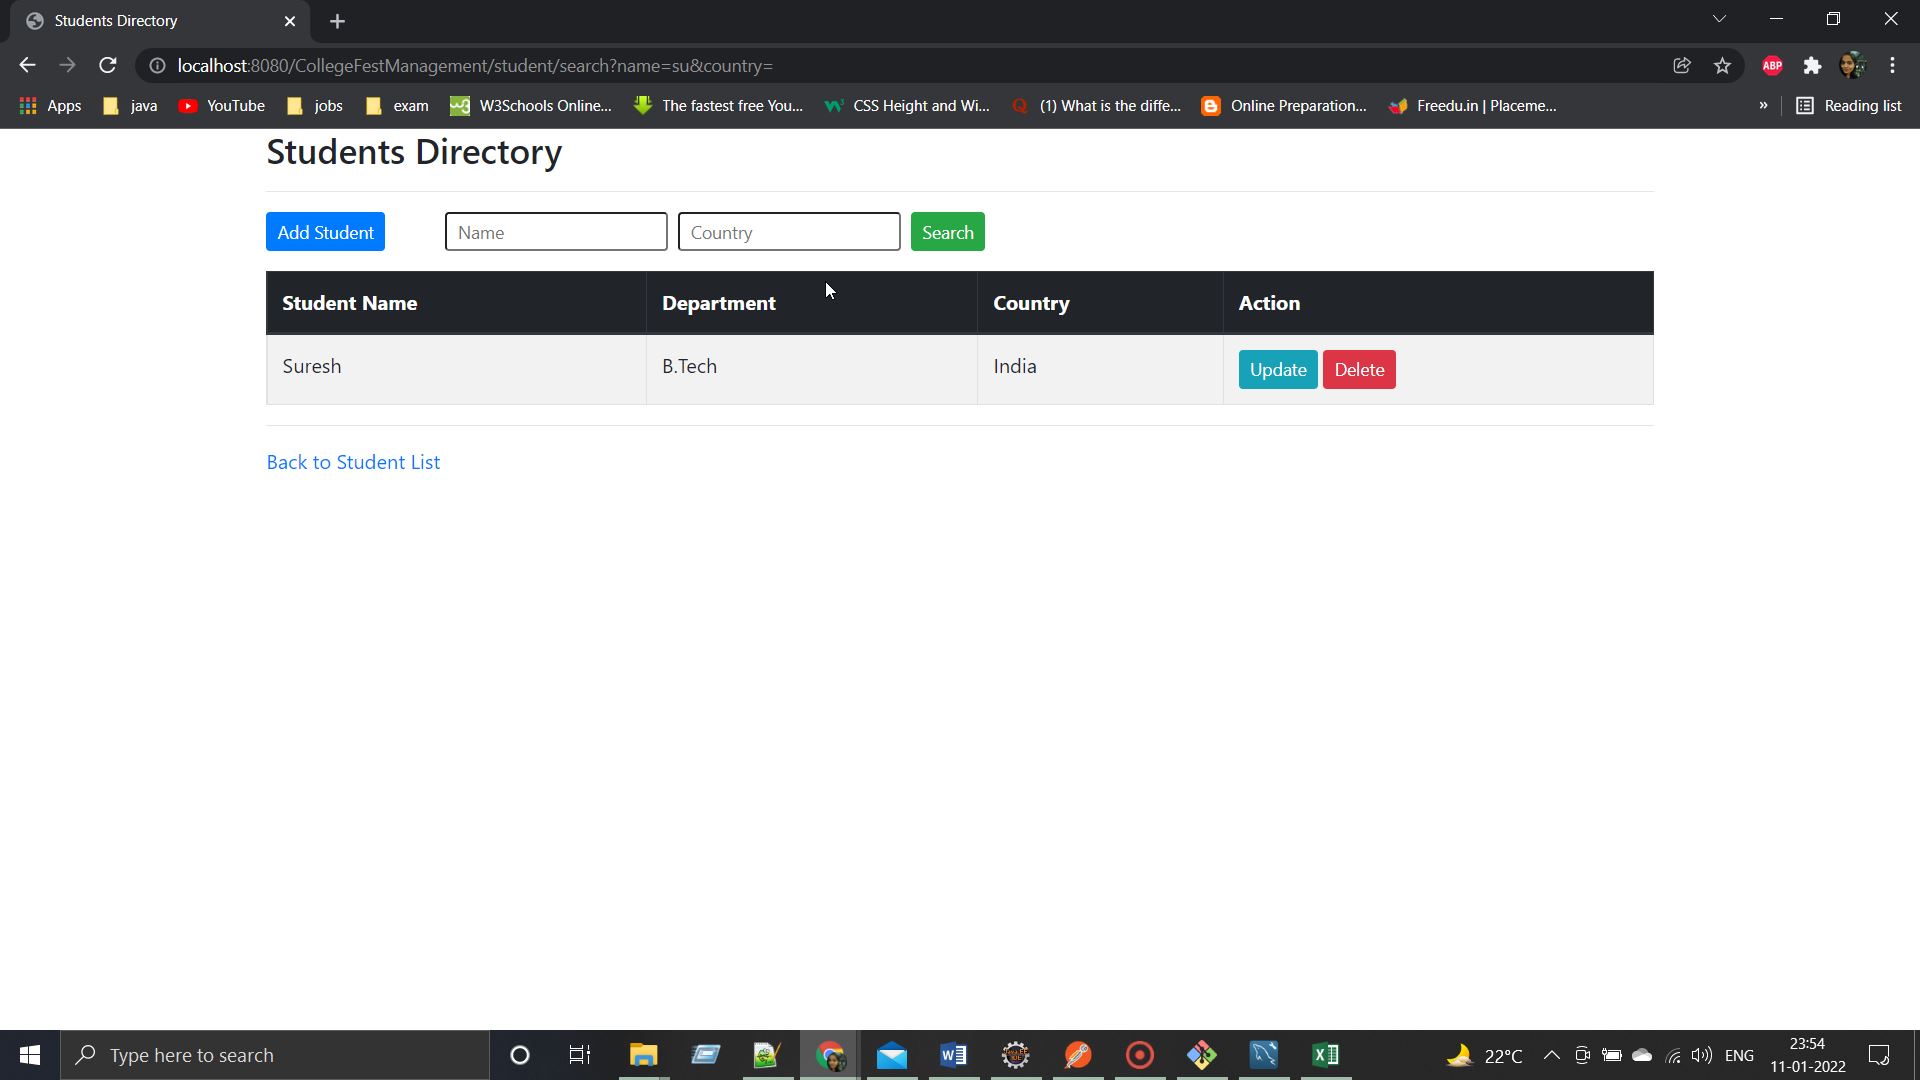 Students Directory
localhost:8080/CollegeFestManagement/student/search?name=su&country=
ABP
Apps java YouTube jobs exam W3Schools Online... The fastest free You... CSS Height and Wi... (1) What is the diffe... Online Preparation... Freedu.in | Placeme... » Reading list
Students Directory
Add Student Name Country Search
Student Name Department Country Action
Suresh B.Tech India Update Delete
Back to Student List
Type here to search 22°C ENG 23:54
11-01-2022